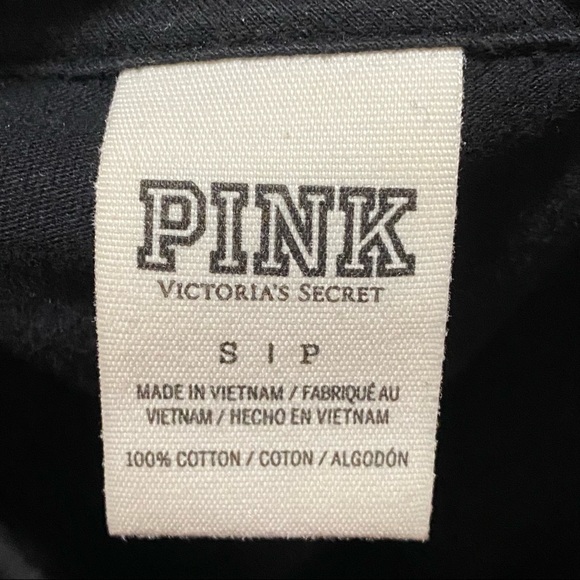 PINK
VICTORIA'S SECRET
S | P
MADE IN VIETNAM / FABRIQUÉ AU
VIETNAM / HECHO EN VIETNAM
100% COTTON / COTON / ALGODÓN